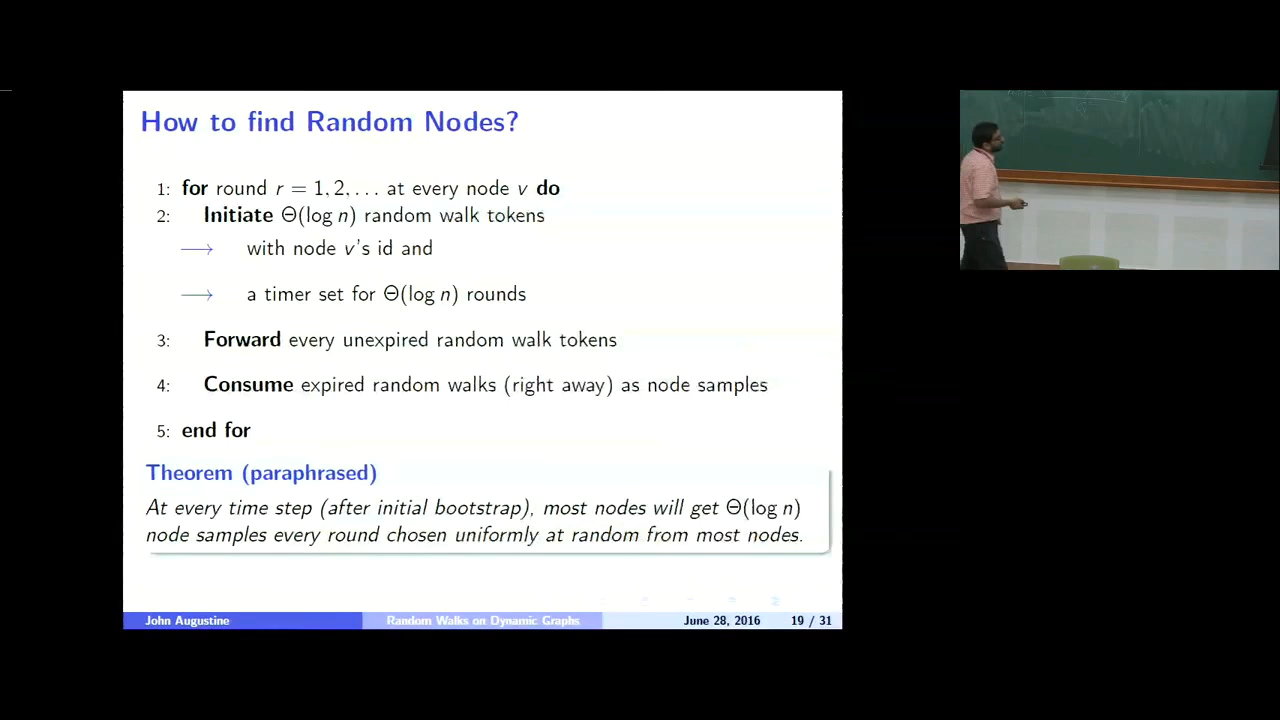 How to find Random Nodes?
1: for round r = 1, 2, . . . at every node v do
2: Initiate Θ(log n) random walk tokens
⟶ with node v's id and
⟶ a timer set for Θ(log n) rounds
3: Forward every unexpired random walk tokens
4: Consume expired random walks (right away) as node samples
5: end for
Theorem (paraphrased)
At every time step (after initial bootstrap), most nodes will get Θ(log n)
node samples every round chosen uniformly at random from most nodes.
John Augustine Random Walks on Dynamic Graphs June 28, 2016 19 / 31